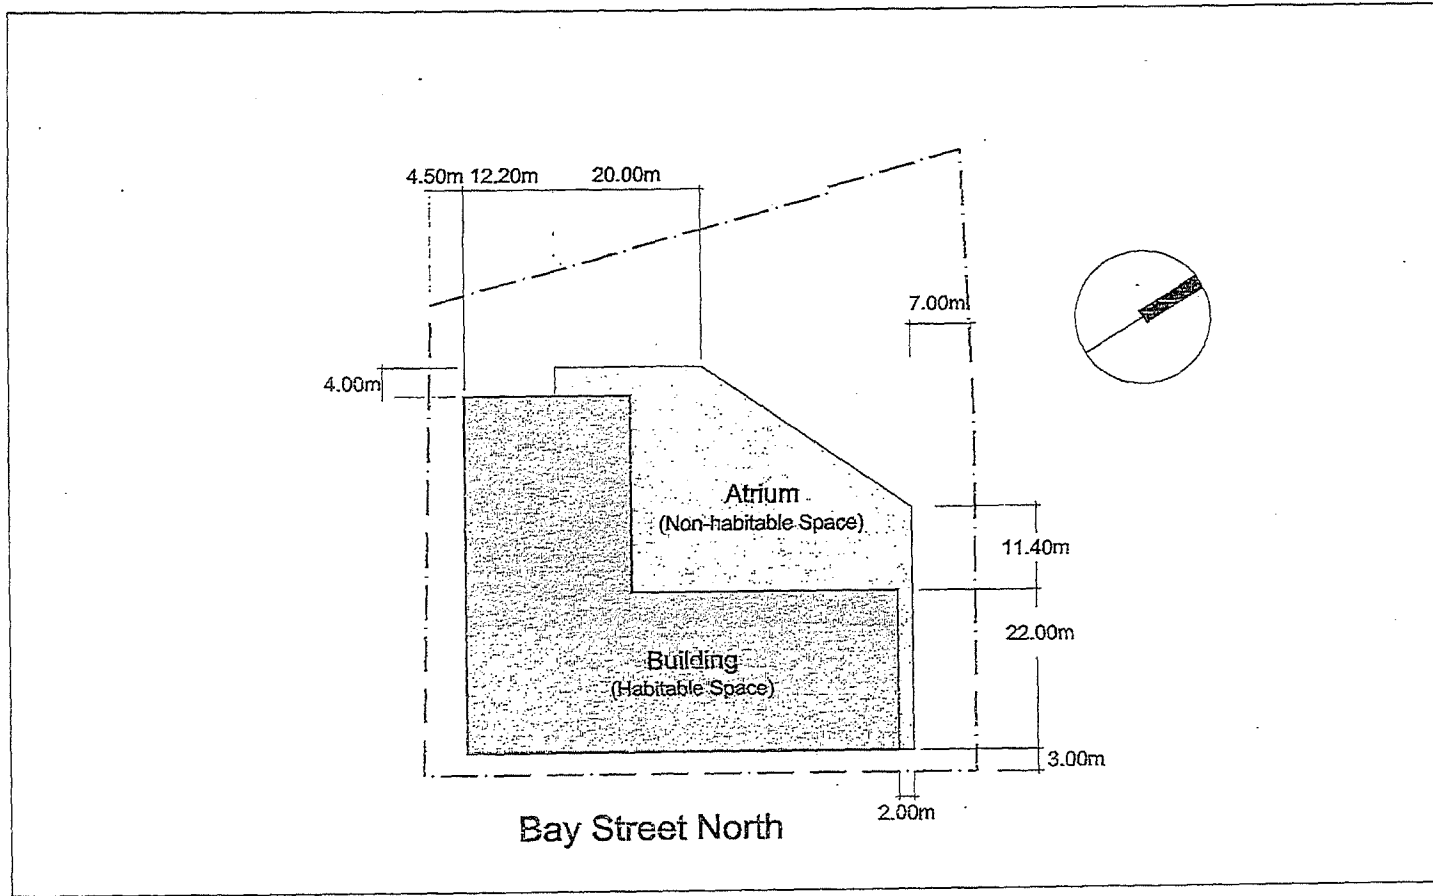 4.50m 12.20m 20.00m
7.00m
4.00m
Atrium
(Non-habitable Space)
11.40m
22.00m
Building
(Habitable Space)
3.00m
2.00m
Bay Street North